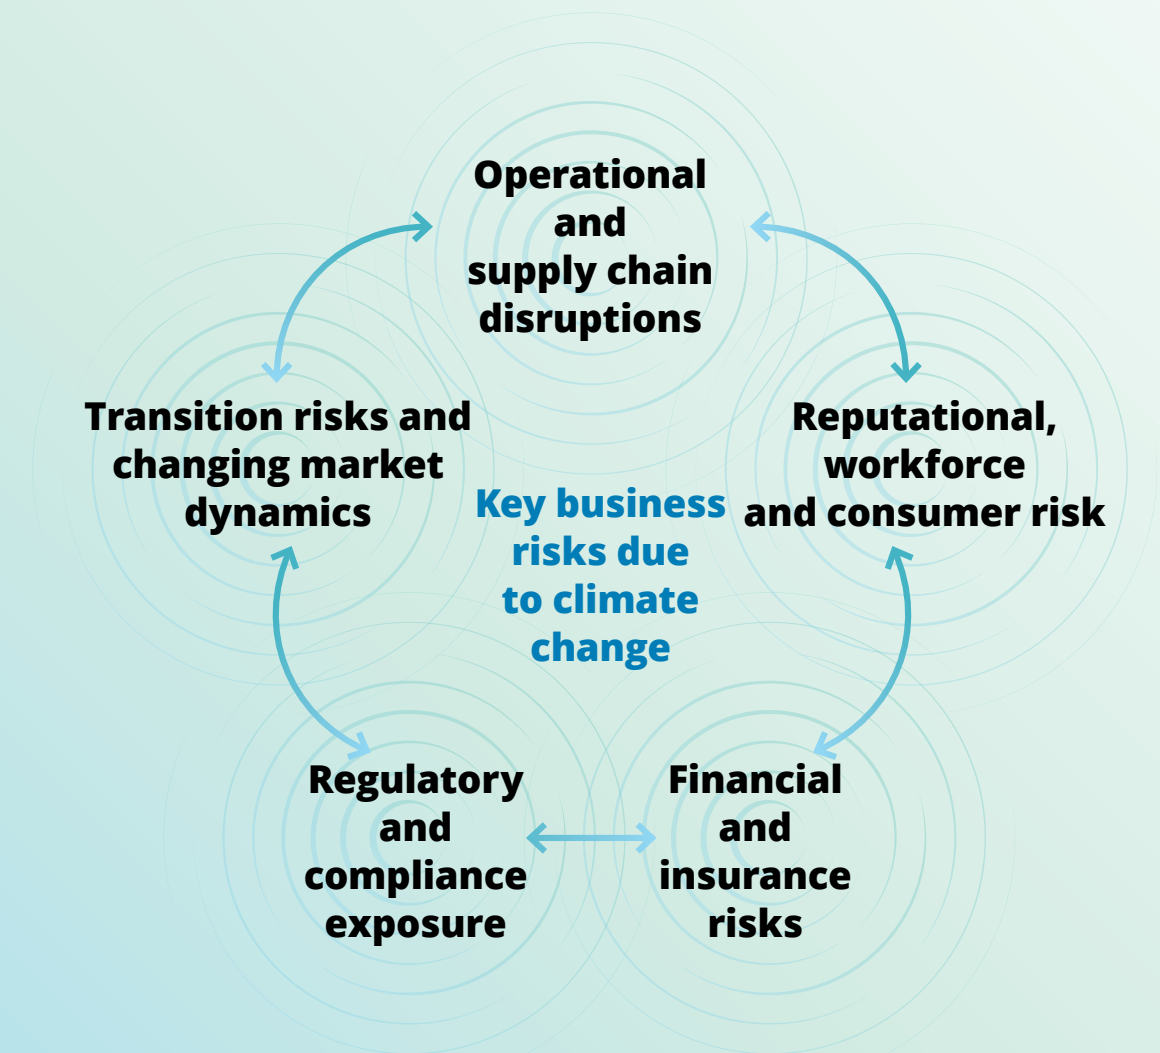 Operational
and
supply chain
disruptions
Transition risks and
changing market
dynamics
Reputational,
workforce
and consumer risk
Key business
risks due
to climate
change
Regulatory
and
compliance
exposure
Financial
and
insurance
risks